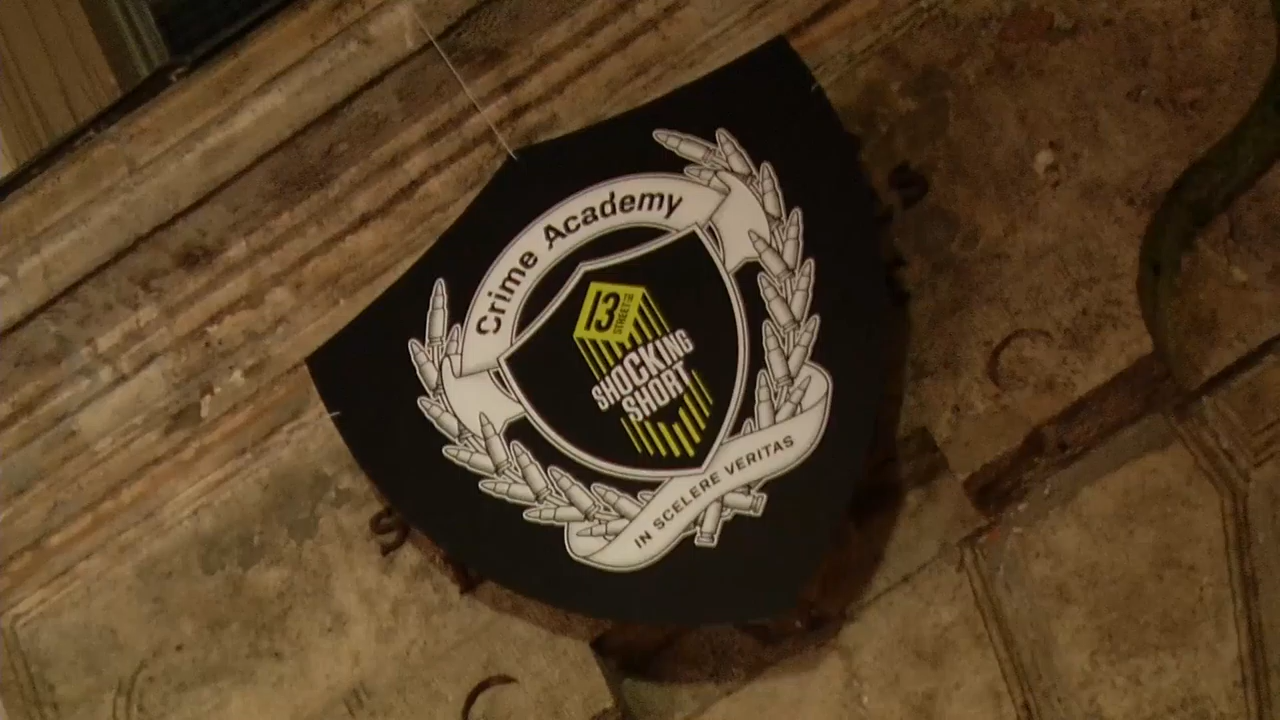 Crime Academy
13
STREET
SHOCKING
SHORT
IN SCELERE VERITAS